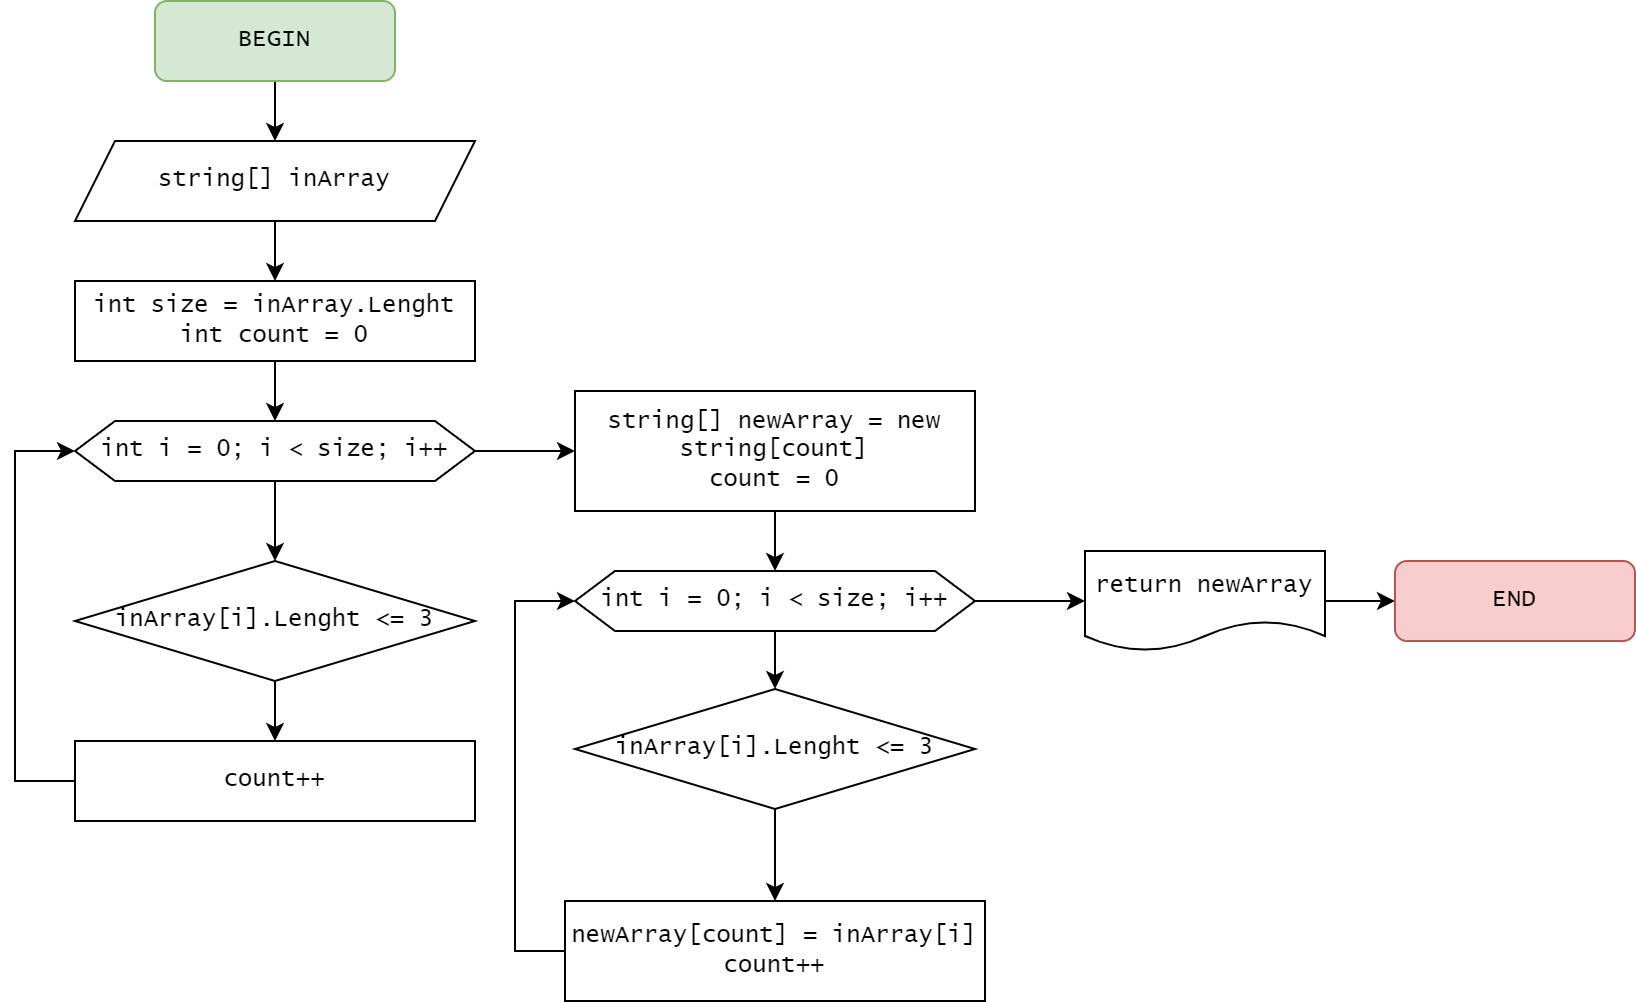 BEGIN
string[] inArray
int size = inArray.Lenght
int count = 0
int i = 0; i < size; i++
inArray[i].Lenght <= 3
count++
string[] newArray = new
string[count]
count = 0
int i = 0; i < size; i++
inArray[i].Lenght <= 3
newArray[count] = inArray[i]
count++
return newArray
END